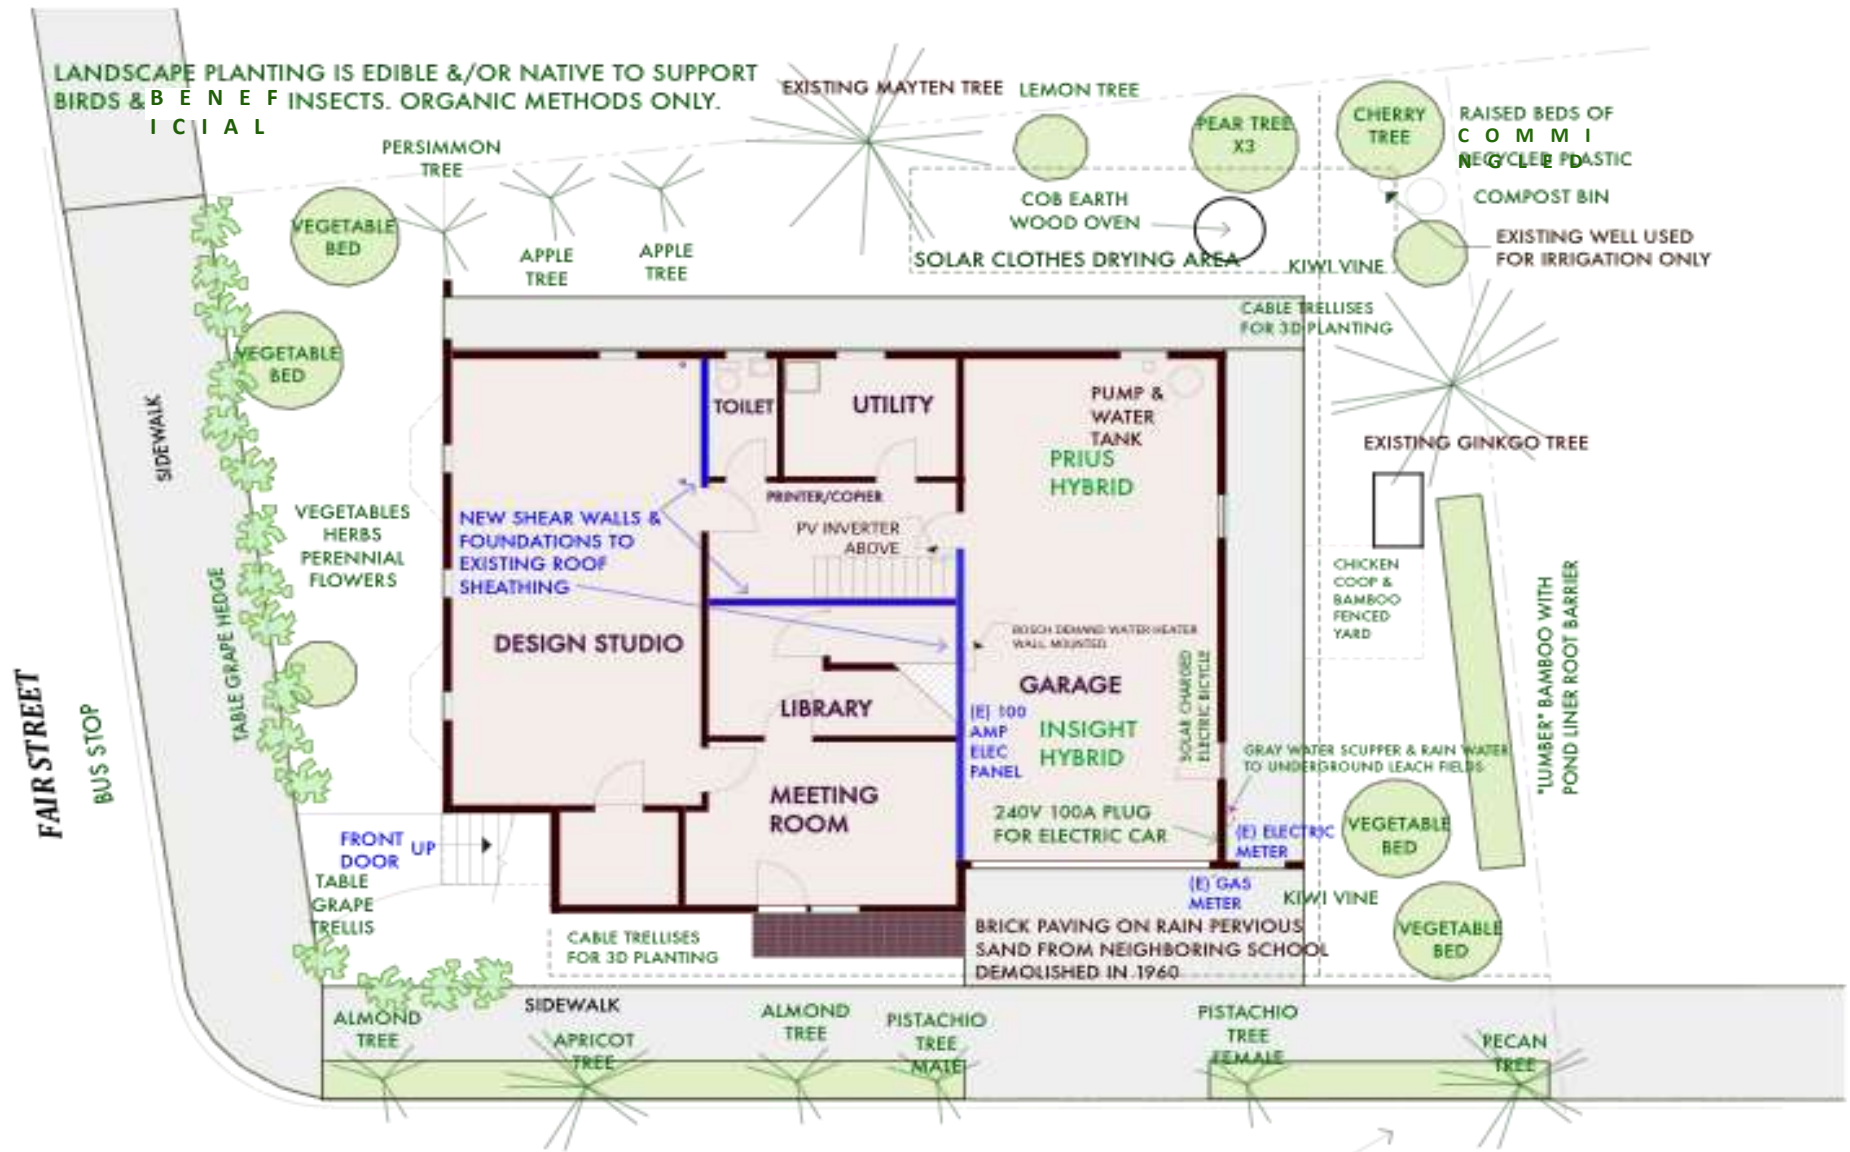 LANDSCAPE PLANTING IS EDIBLE &/OR NATIVE TO SUPPORT
BIRDS & BENEF INSECTS. ORGANIC METHODS ONLY.
ICIAL
EXISTING MAYTEN TREE
LEMON TREE
PEAR TREE
X3
CHERRY
TREE
RAISED BEDS OF
COMMI
NGLED
RECYCLED PLASTIC
COMPOST BIN
EXISTING WELL USED
FOR IRRIGATION ONLY
PERSIMMON
TREE
VEGETABLE
BED
APPLE
TREE
APPLE
TREE
COB EARTH
WOOD OVEN
SOLAR CLOTHES DRYING AREA
KIWI VINE
CABLE TRELLISES
FOR 3D PLANTING
VEGETABLE
BED
SIDEWALK
TOILET
UTILITY
PUMP &
WATER
TANK
PRIUS
HYBRID
EXISTING GINKGO TREE
VEGETABLES
HERBS
PERENNIAL
FLOWERS
NEW SHEAR WALLS &
FOUNDATIONS TO
EXISTING ROOF
SHEATHING
PRINTER/COPIER
PV INVERTER
ABOVE
CHICKEN
COOP &
BAMBOO
FENCED
YARD
"LUMBER" BAMBOO WITH
POND LINER ROOT BARRIER
TABLE GRAPE HEDGE
FAIR STREET
BUS STOP
DESIGN STUDIO
BOSCH DEMAND WATER HEATER
WALL MOUNTED
GARAGE
SOLAR CHARGED
ELECTRIC BICYCLE
LIBRARY
(E) 100
AMP
ELEC
PANEL
INSIGHT
HYBRID
GRAY WATER SCUPPER & RAIN WATER
TO UNDERGROUND LEACH FIELDS
MEETING
ROOM
240V 100A PLUG
FOR ELECTRIC CAR
(E) ELECTRIC
METER
VEGETABLE
BED
FRONT
DOOR
UP
TABLE
GRAPE
TRELLIS
(E) GAS
METER
KIWI VINE
CABLE TRELLISES
FOR 3D PLANTING
BRICK PAVING ON RAIN PERVIOUS
SAND FROM NEIGHBORING SCHOOL
DEMOLISHED IN 1960
VEGETABLE
BED
SIDEWALK
ALMOND
TREE
APRICOT
TREE
ALMOND
TREE
PISTACHIO
TREE
MALE
PISTACHIO
TREE
FEMALE
PECAN
TREE